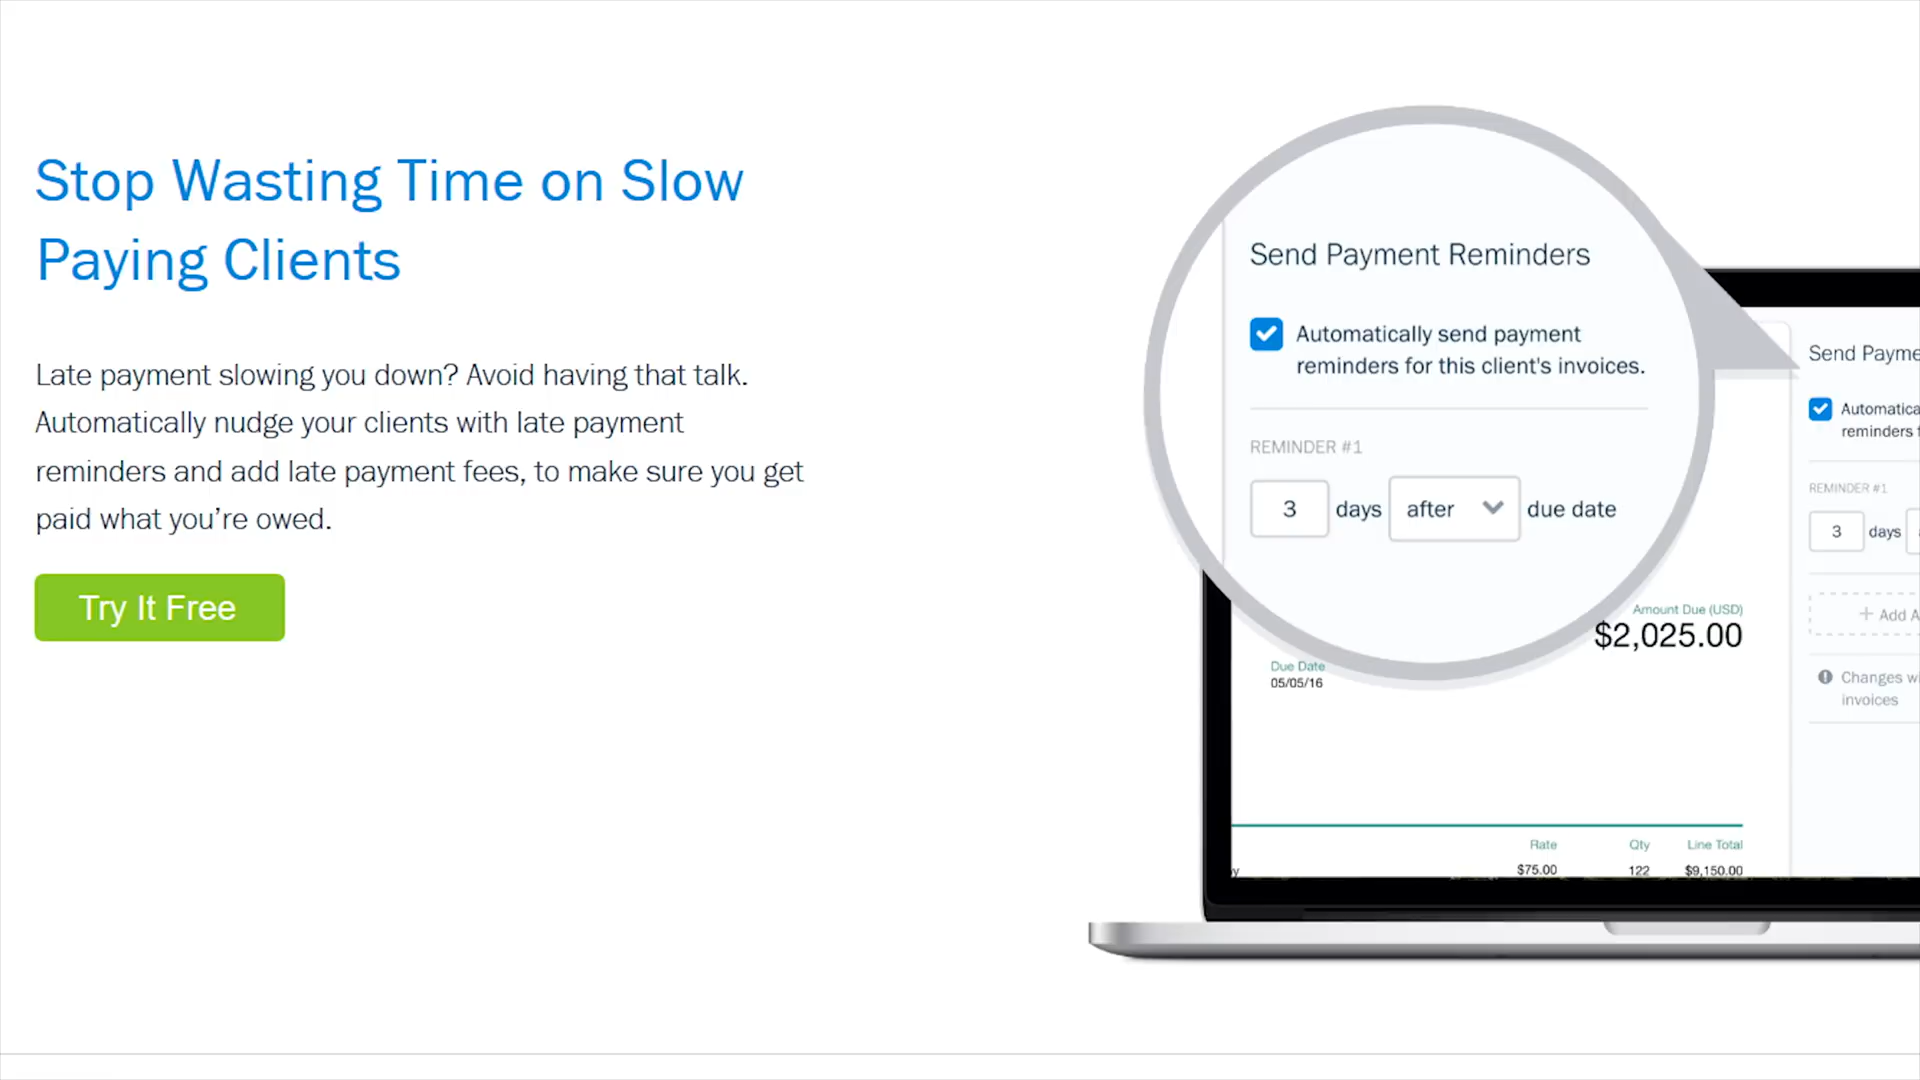 Stop Wasting Time on Slow
Paying Clients
Late payment slowing you down? Avoid having that talk.
Automatically nudge your clients with late payment
reminders and add late payment fees, to make sure you get
paid what you’re owed.
Try It Free
Send Payment Reminders
Automatically send payment
reminders for this client's invoices.
REMINDER #1
3 days after due date
Amount Due (USD)
$2,025.00
Due Date
05/05/16
Rate Qty Line Total
$75.00 122 $9,150.00
Send
reminders
REMINDER #1
3 days
+ Add
Changes
invoices